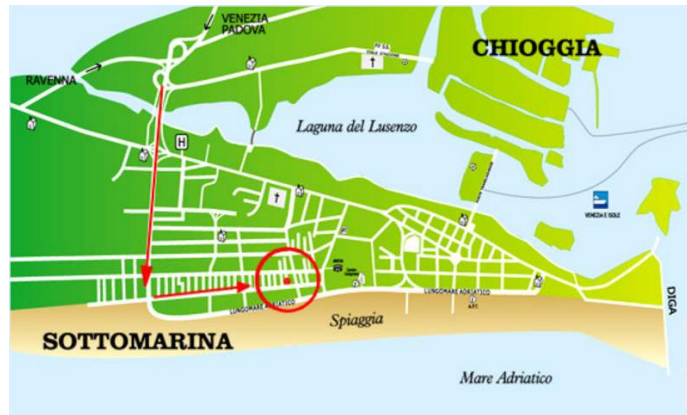 VENEZIA
PADOVA
CHIOGGIA
RAVENNA
Laguna del Lusenzo
H
VENEZIA E ISOLE
LUNGOMARE ADRIATICO
LUNGOMARE ADRIATICO
DIGA
Spiaggia
SOTTOMARINA
Mare Adriatico